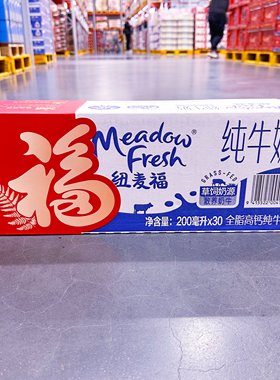 福
Meadow
Fresh®
纽麦福
纯牛奶
GRASS-FED
草饲奶源
散养奶牛
净含量: 200毫升x30 全脂高钙纯牛